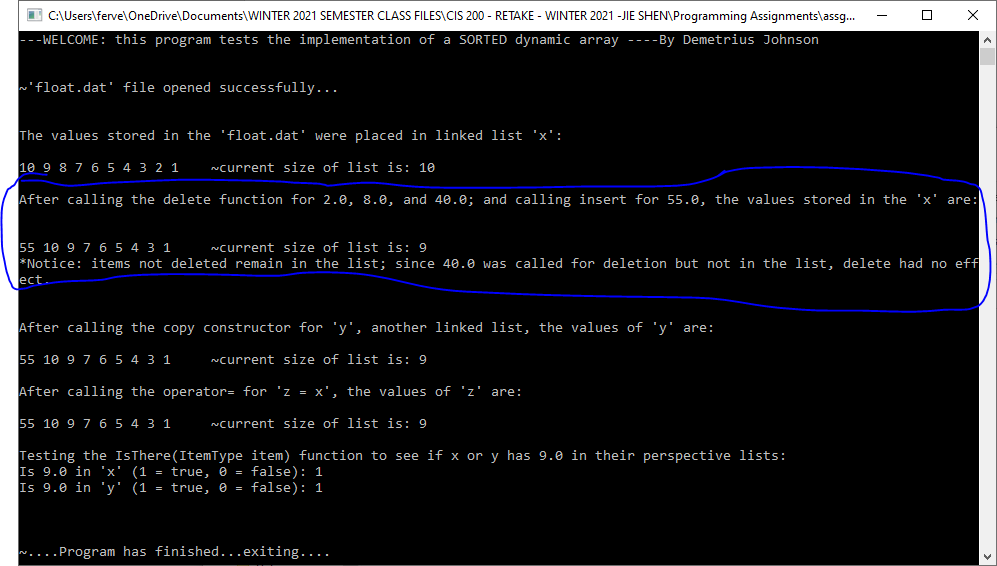 C:\Users\ferve\OneDrive\Documents\WINTER 2021 SEMESTER CLASS FILES\CIS 200 - RETAKE - WINTER 2021 -JIE SHEN\Programming Assignments\assg...
---WELCOME: this program tests the implementation of a SORTED dynamic array ----By Demetrius Johnson
~'float.dat' file opened successfully...
The values stored in the 'float.dat' were placed in linked list 'x':
10 9 8 7 6 5 4 3 2 1    ~current size of list is: 10
After calling the delete function for 2.0, 8.0, and 40.0; and calling insert for 55.0, the values stored in the 'x' are:
55 10 9 7 6 5 4 3 1     ~current size of list is: 9
*Notice: items not deleted remain in the list; since 40.0 was called for deletion but not in the list, delete had no eff
ect.
After calling the copy constructor for 'y', another linked list, the values of 'y' are:
55 10 9 7 6 5 4 3 1     ~current size of list is: 9
After calling the operator= for 'z = x', the values of 'z' are:
55 10 9 7 6 5 4 3 1     ~current size of list is: 9
Testing the IsThere(ItemType item) function to see if x or y has 9.0 in their perspective lists:
Is 9.0 in 'x' (1 = true, 0 = false): 1
Is 9.0 in 'y' (1 = true, 0 = false): 1
~....Program has finished...exiting....